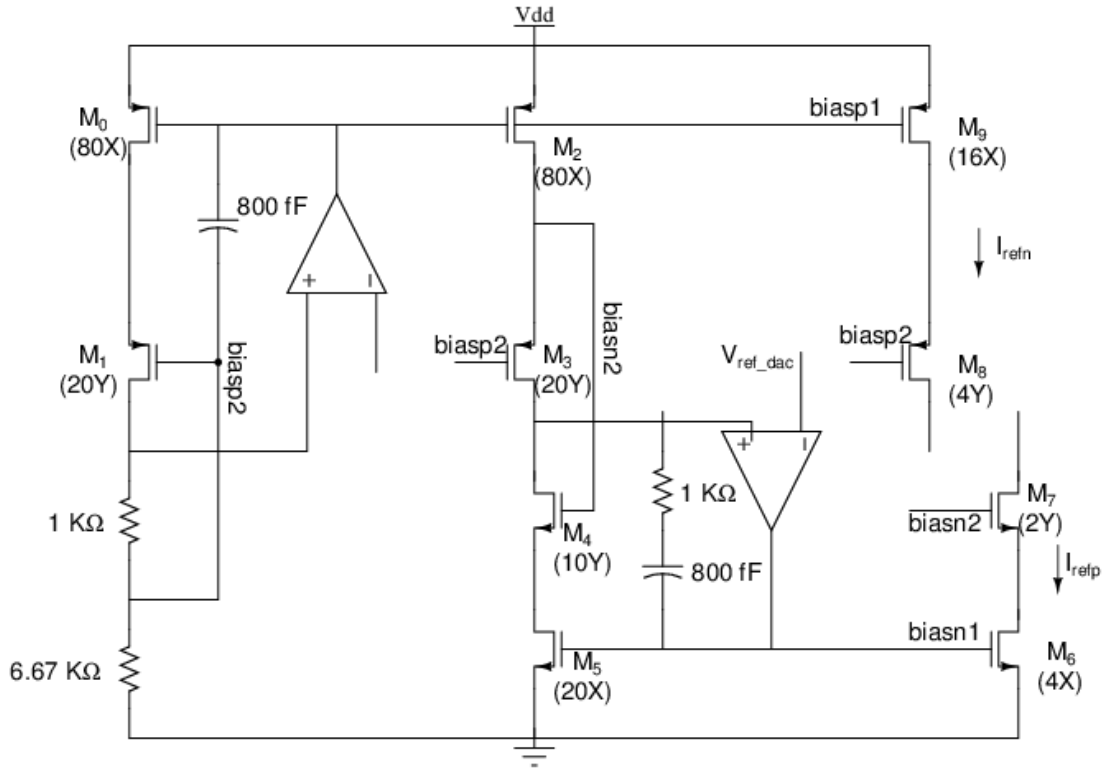 Vdd
M0
(80X)
M2
(80X)
biasp1
M9
(16X)
800 fF
Irefn
+
−
biasn2
M1
(20Y)
biasp2
biasp2
M3
(20Y)
Vref_dac
biasp2
M8
(4Y)
+
−
1 KΩ
1 KΩ
M4
(10Y)
M7
(2Y)
biasn2
800 fF
Irefp
biasn1
6.67 KΩ
M5
(20X)
M6
(4X)